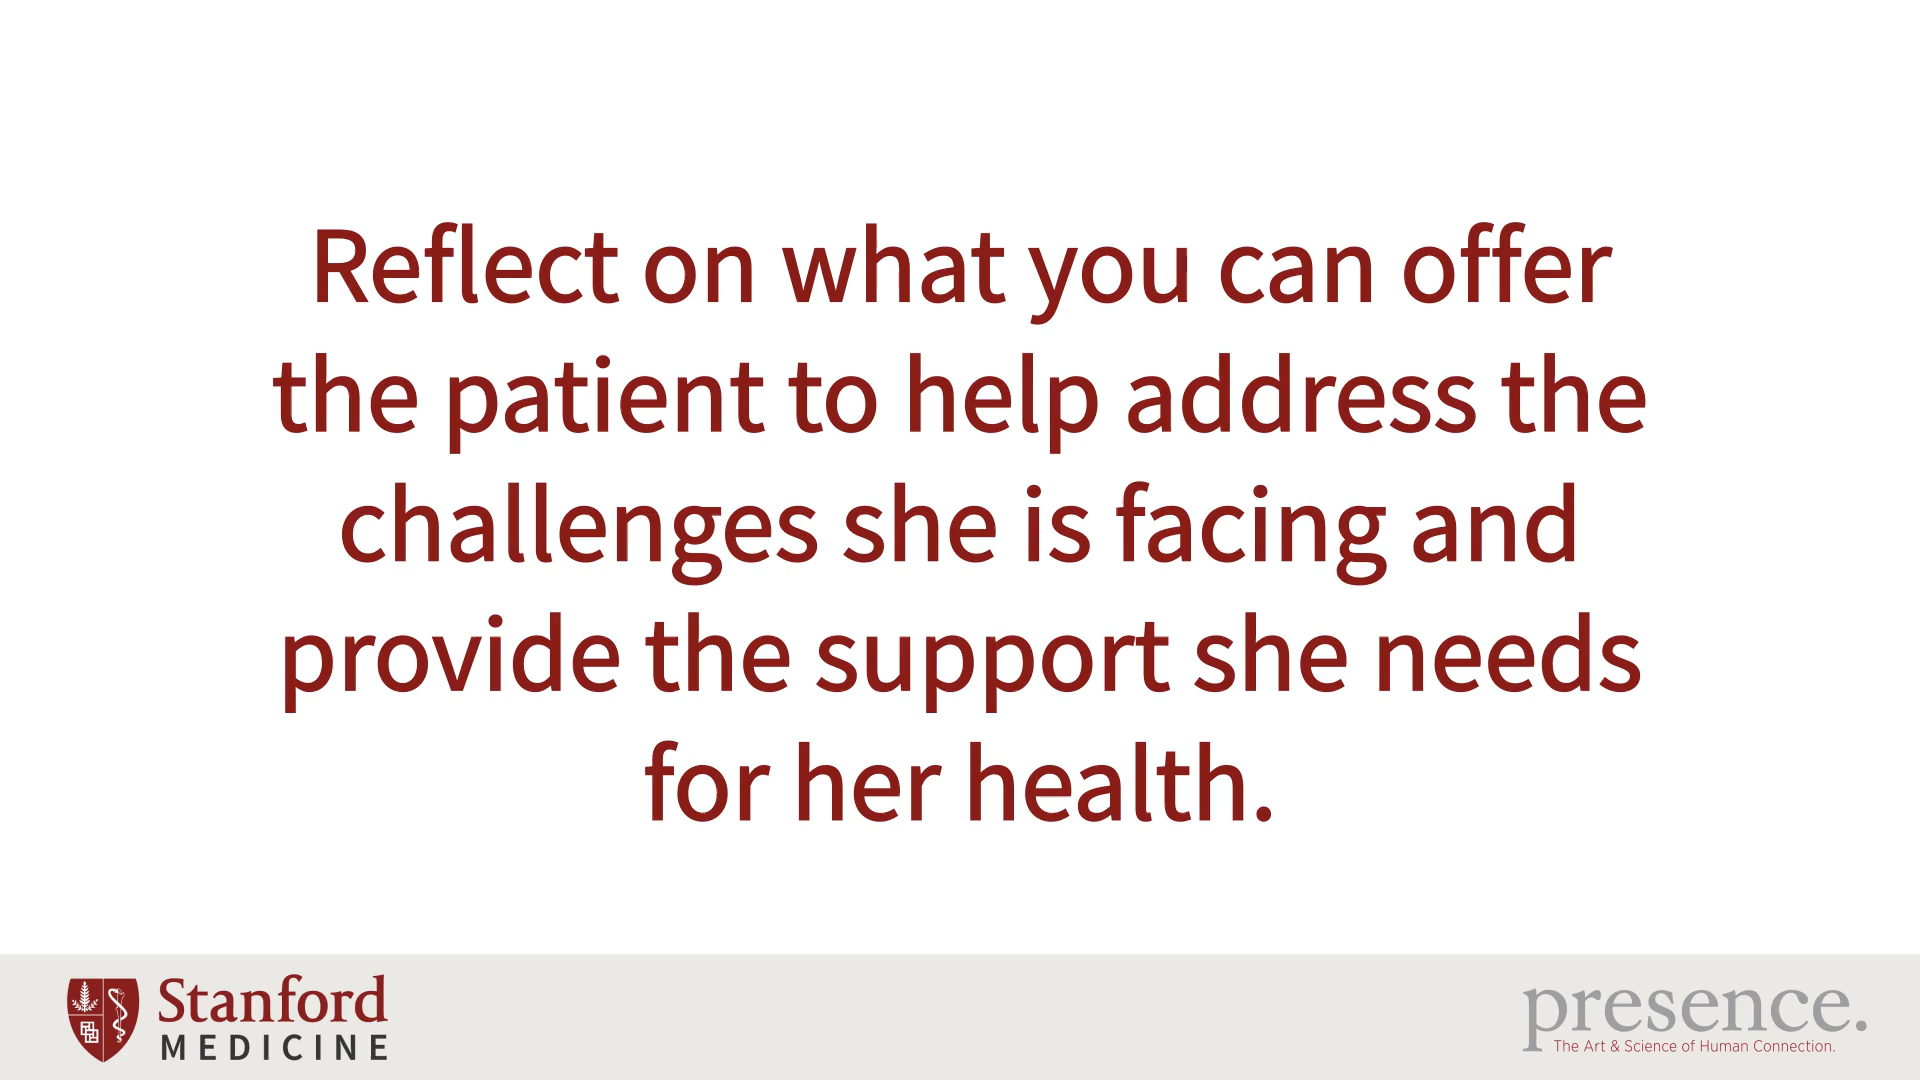 Reflect on what you can offer
the patient to help address the
challenges she is facing and
provide the support she needs
for her health.
Stanford
MEDICINE
presence.
The Art & Science of Human Connection.